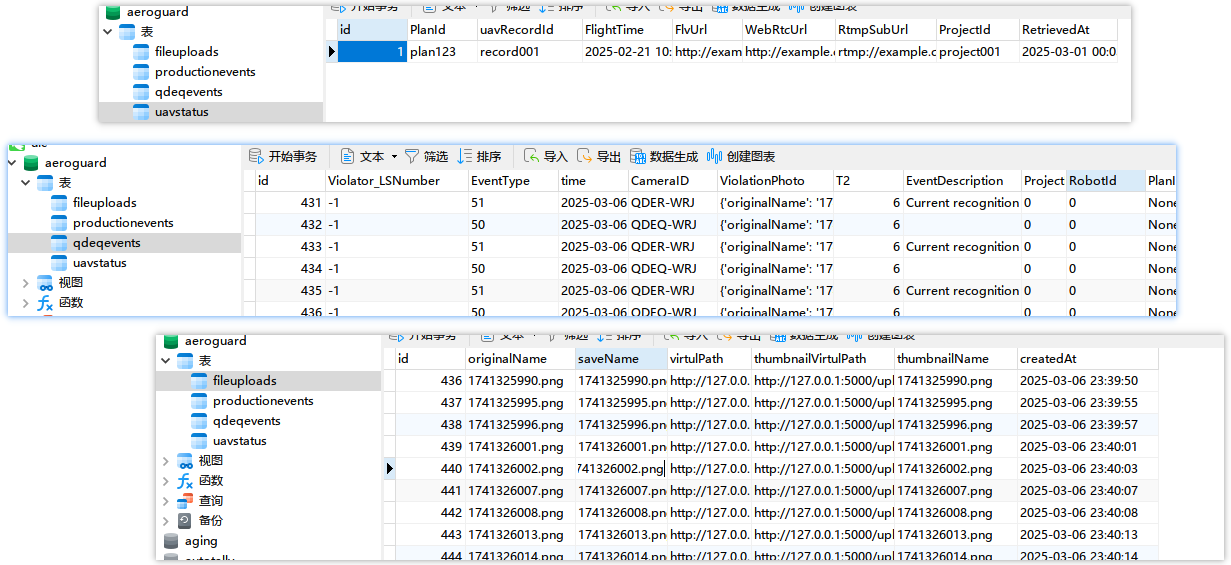 aeroguard
表
fileuploads
productionevents
qdeqevents
uavstatus
开始事务 文本 筛选 排序 导入 导出 数据生成 创建图表
id PlanId uavRecordId FlightTime FlvUrl WebRtcUrl RtmpSubUrl ProjectId RetrievedAt
1 plan123 record001 2025-02-21 10: http://exam http://example. rtmp://example.c project001 2025-03-01 00:0
aeroguard
表
fileuploads
productionevents
qdeqevents
uavstatus
视图
函数
开始事务 文本 筛选 排序 导入 导出 数据生成 创建图表
id Violator_LSNumber EventType time CameraID ViolationPhoto T2 EventDescription Project RobotId PlanI
431 -1 51 2025-03-06 QDER-WRJ {'originalName': '17 6 Current recognition 0 0 None
432 -1 50 2025-03-06 QDEQ-WRJ {'originalName': '17 6 0 0 None
433 -1 51 2025-03-06 QDER-WRJ {'originalName': '17 6 Current recognition 0 0 None
434 -1 50 2025-03-06 QDEQ-WRJ {'originalName': '17 6 0 0 None
435 -1 51 2025-03-06 QDER-WRJ {'originalName': '17 6 Current recognition 0 0 None
436 -1 50 2025-03-06 QDEQ-WRJ {'originalName': '17 6 0 0 None
aeroguard
表
fileuploads
productionevents
qdeqevents
uavstatus
视图
函数
查询
备份
aging
开始事务 文本 筛选 排序 导入 导出 数据生成 创建图表
id originalName saveName virtulPath thumbnailVirtulPath thumbnailName createdAt
436 1741325990.png 1741325990.pn http://127.0.0. http://127.0.0.1:5000/upl 1741325990.png 2025-03-06 23:39:50
437 1741325995.png 1741325995.pn http://127.0.0. http://127.0.0.1:5000/upl 1741325995.png 2025-03-06 23:39:55
438 1741325996.png 1741325996.pn http://127.0.0. http://127.0.0.1:5000/upl 1741325996.png 2025-03-06 23:39:57
439 1741326001.png 1741326001.pn http://127.0.0. http://127.0.0.1:5000/upl 1741326001.png 2025-03-06 23:40:01
440 1741326002.png 741326002.png http://127.0.0. http://127.0.0.1:5000/upl 1741326002.png 2025-03-06 23:40:03
441 1741326007.png 1741326007.pn http://127.0.0. http://127.0.0.1:5000/upl 1741326007.png 2025-03-06 23:40:07
442 1741326008.png 1741326008.pn http://127.0.0. http://127.0.0.1:5000/upl 1741326008.png 2025-03-06 23:40:08
443 1741326013.png 1741326013.pn http://127.0.0. http://127.0.0.1:5000/upl 1741326013.png 2025-03-06 23:40:13
444 1741326014.png 1741326014.pn http://127.0.0. http://127.0.0.1:5000/upl 1741326014.png 2025-03-06 23:40:14